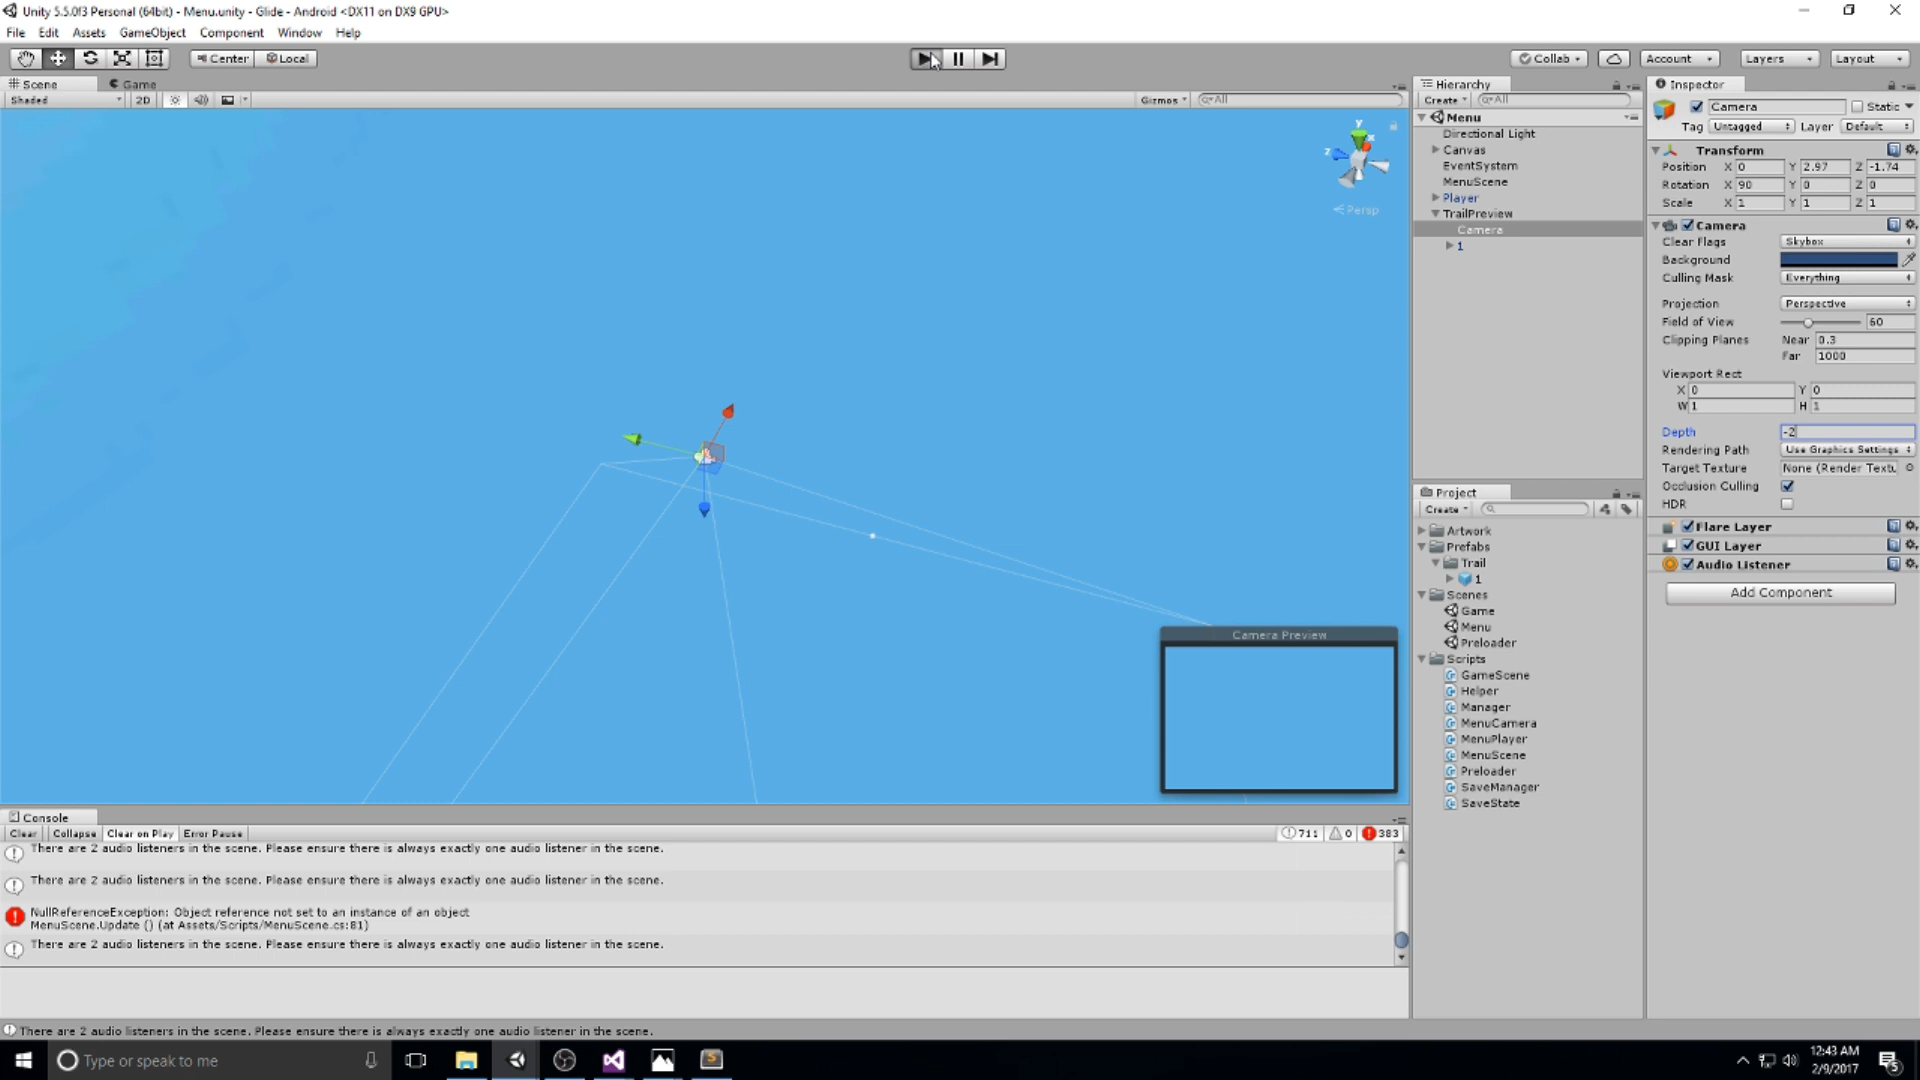 Unity 5.5.0f3 Personal (64bit) - Menu.unity - Glide - Android <DX11 on DX9 GPU>
File Edit Assets GameObject Component Window Help
Center Local Collab Account Layers Layout
Scene Game
Shaded 2D Gizmos All
y x z
Persp
Camera Preview
Hierarchy
Create All
Menu
Directional Light
Canvas
EventSystem
MenuScene
Player
TrailPreview
Camera
1
Project
Create
Artwork
Prefabs
Trail
1
Scenes
Game
Menu
Preloader
Scripts
GameScene
Helper
Manager
MenuCamera
MenuPlayer
MenuScene
Preloader
SaveManager
SaveState
Inspector
Camera Static
Tag Untagged Layer Default
Transform
Position X 0 Y 2.97 Z -1.74
Rotation X 90 Y 0 Z 0
Scale X 1 Y 1 Z 1
Camera
Clear Flags Skybox
Background
Culling Mask Everything
Projection Perspective
Field of View 60
Clipping Planes Near 0.3
Far 1000
Viewport Rect
X 0 Y 0
W 1 H 1
Depth -2
Rendering Path Use Graphics Settings
Target Texture None (Render Textu
Occlusion Culling
HDR
Flare Layer
GUI Layer
Audio Listener
Add Component
Console
Clear Collapse Clear on Play Error Pause 711 0 383
There are 2 audio listeners in the scene. Please ensure there is always exactly one audio listener in the scene.
There are 2 audio listeners in the scene. Please ensure there is always exactly one audio listener in the scene.
NullReferenceException: Object reference not set to an instance of an object
MenuScene.Update () (at Assets/Scripts/MenuScene.cs:81)
There are 2 audio listeners in the scene. Please ensure there is always exactly one audio listener in the scene.
There are 2 audio listeners in the scene. Please ensure there is always exactly one audio listener in the scene.
Type or speak to me
12:43 AM
2/9/2017
5